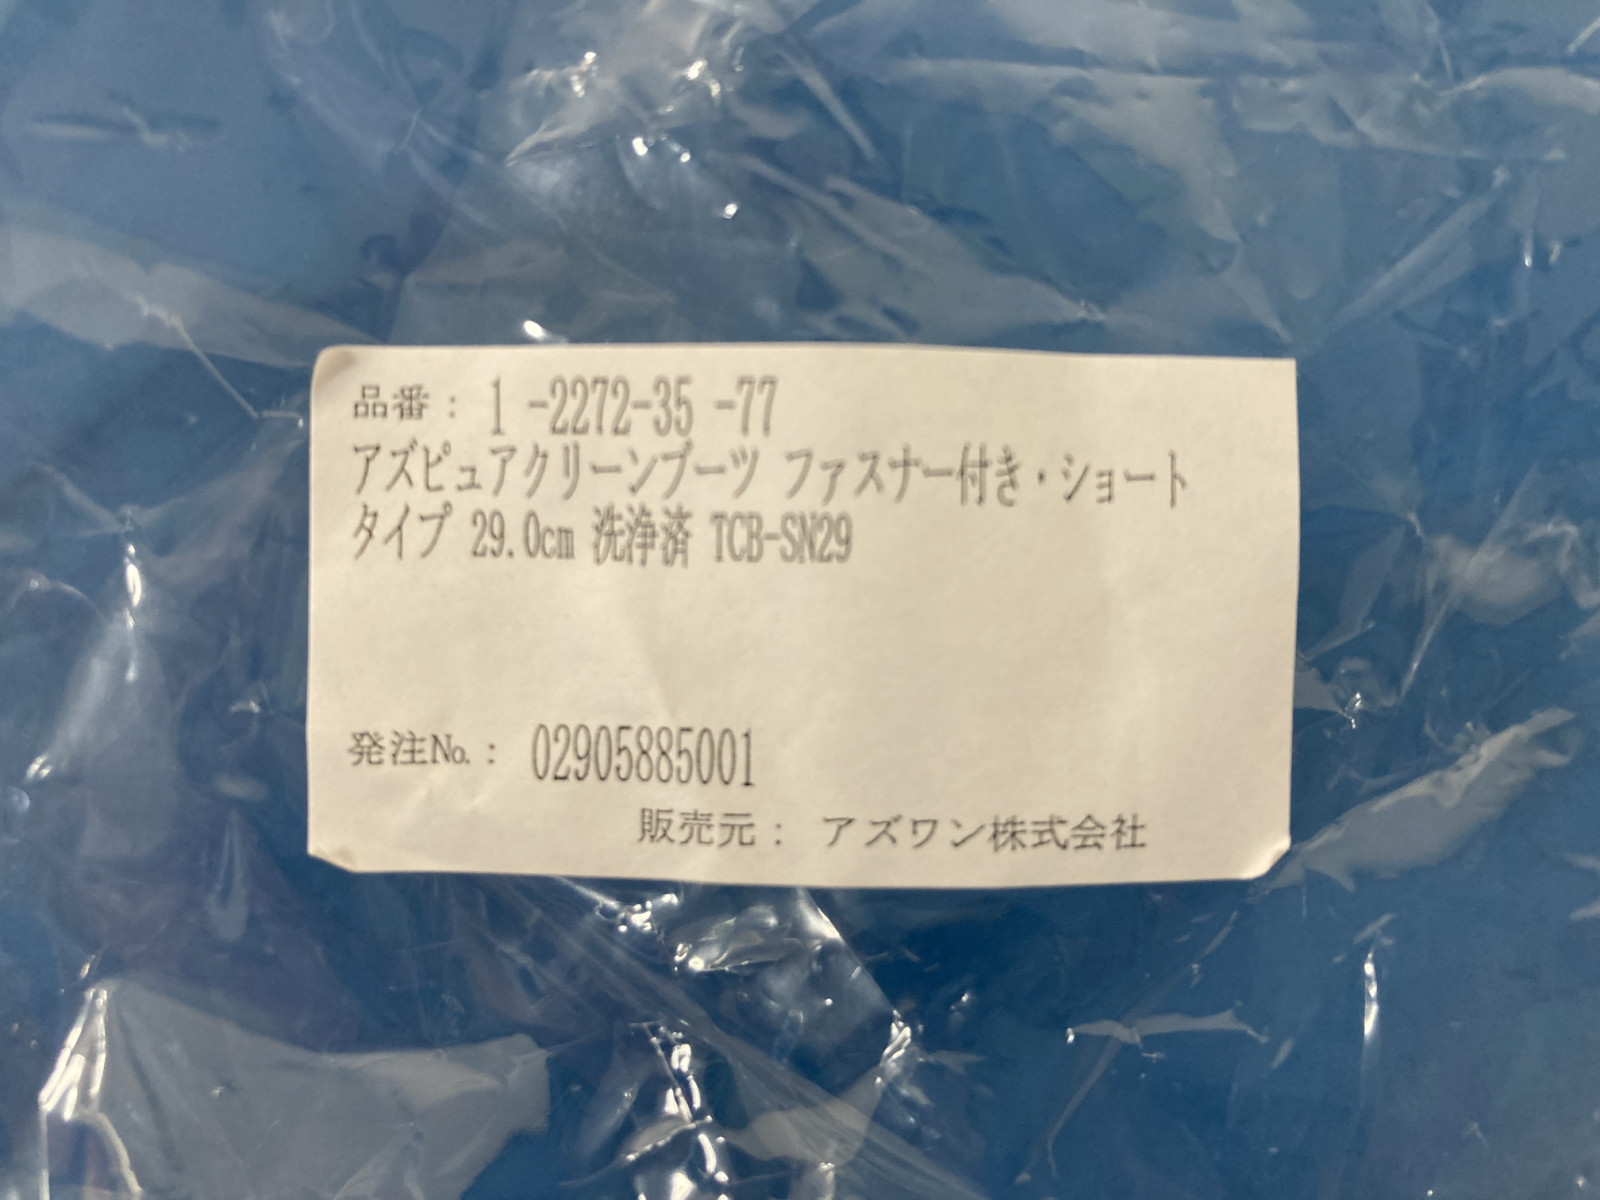 品番： 1 -2272-35 -77
アズピュアクリーンブーツ ファスナー付き・ショート
タイプ 29.0cm 洗浄済 TCB-SN29
発注№.： 02905885001
販売元： アズワン株式会社